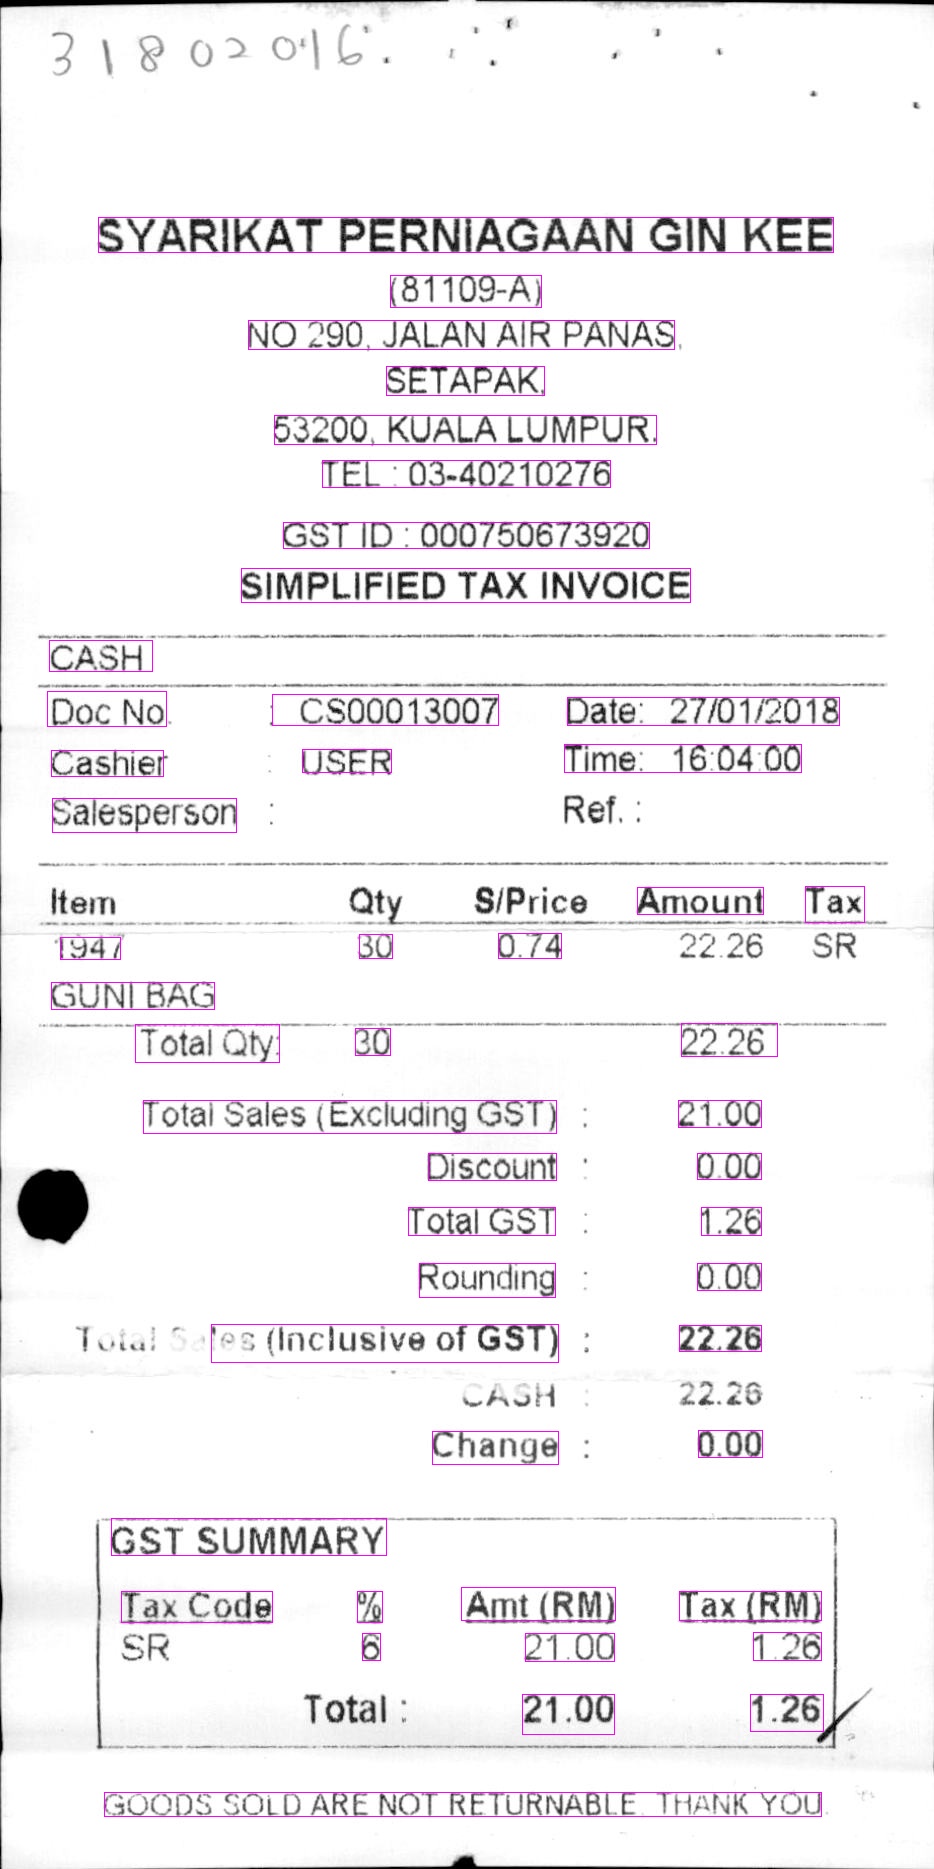 31802016
SYARIKAT PERNIAGAAN GIN KEE
(81109-A)
NO 290, JALAN AIR PANAS,
SETAPAK,
53200, KUALA LUMPUR.
TEL : 03-40210276
GST ID : 000750673920
SIMPLIFIED TAX INVOICE
CASH
Doc No. : CS00013007 Date: 27/01/2018
Cashier : USER Time: 16:04:00
Salesperson : Ref. :
Item Qty S/Price Amount Tax
1947 30 0.74 22.26 SR
GUNI BAG
Total Qty: 30 22.26
Total Sales (Excluding GST) : 21.00
Discount : 0.00
Total GST : 1.26
Rounding : 0.00
Total Sales (Inclusive of GST) : 22.26
CASH : 22.26
Change : 0.00
GST SUMMARY
Tax Code % Amt (RM) Tax (RM)
SR 6 21.00 1.26
Total : 21.00 1.26
GOODS SOLD ARE NOT RETURNABLE. THANK YOU.